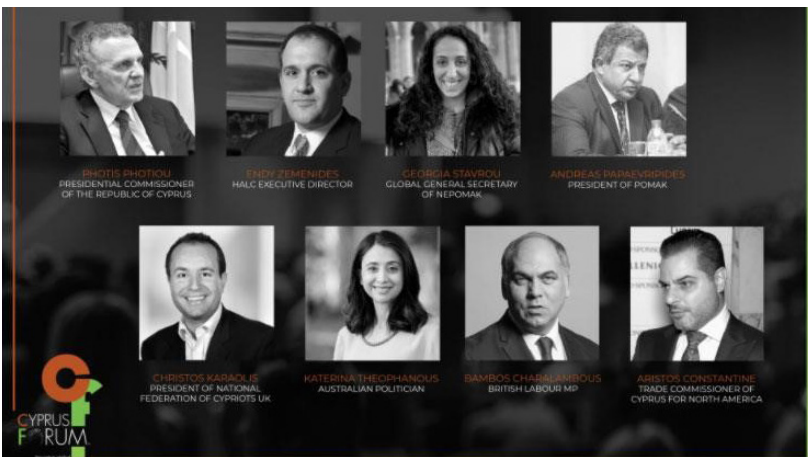 PHOTIS PHOTIOU
PRESIDENTIAL COMMISSIONER
OF THE REPUBLIC OF CYPRUS
ENDY ZEMENIDES
HALC EXECUTIVE DIRECTOR
GEORGIA STAVROU
GLOBAL GENERAL SECRETARY
OF NEPOMAK
ANDREAS PAPAEVRIPIDES
PRESIDENT OF POMAK
CHRISTOS KARAOLIS
PRESIDENT OF NATIONAL
FEDERATION OF CYPRIOTS UK
KATERINA THEOPHANOUS
AUSTRALIAN POLITICIAN
BAMBOS CHARALAMBOUS
BRITISH LABOUR MP
ARISTOS CONSTANTINE
TRADE COMMISSIONER OF
CYPRUS FOR NORTH AMERICA
cf
CYPRUS
FORUM